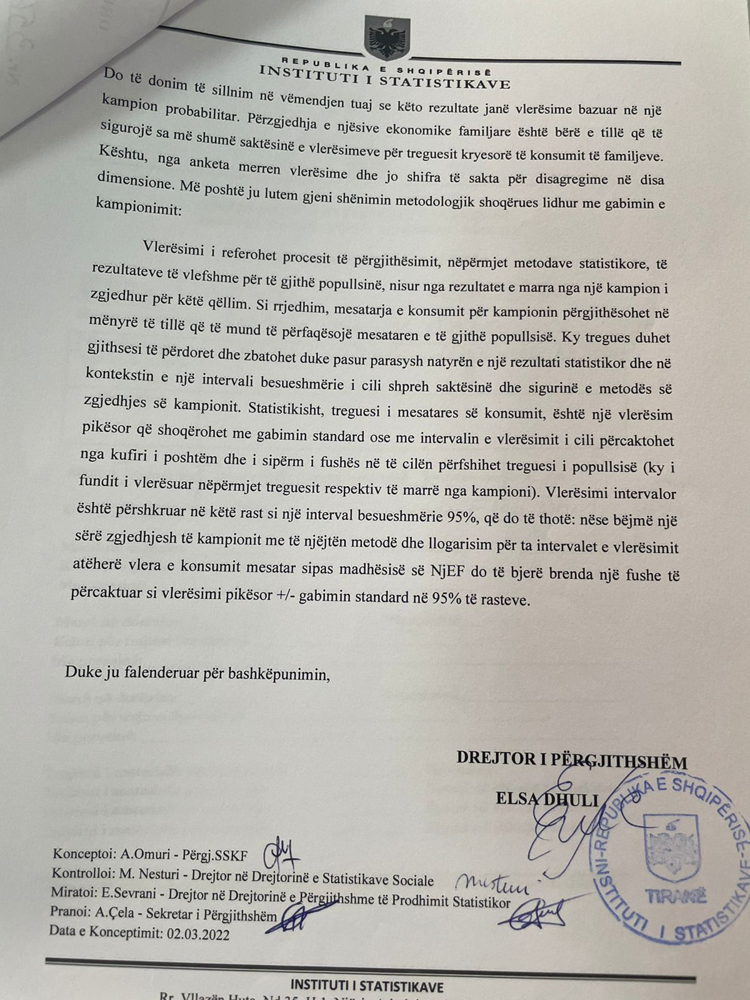 REPUBLIKA E SHQIPËRISË
INSTITUTI I STATISTIKAVE
Do të donim të sillnim në vëmendjen tuaj se këto rezultate janë vlerësime bazuar në një
kampion probabilitar. Përzgjedhja e njësive ekonomike familjare është bërë e tillë që të
sigurojë sa më shumë saktësinë e vlerësimeve për treguesit kryesorë të konsumit të familjeve.
Kështu, nga anketa merren vlerësime dhe jo shifra të sakta për disagregime në disa
dimensione. Më poshtë ju lutem gjeni shënimin metodologjik shoqërues lidhur me gabimin e
kampionimit:
Vlerësimi i referohet procesit të përgjithësimit, nëpërmjet metodave statistikore, të
rezultateve të vlefshme për të gjithë popullsinë, nisur nga rezultatet e marra nga një kampion i
zgjedhur për këtë qëllim. Si rrjedhim, mesatarja e konsumit për kampionin përgjithësohet në
mënyrë të tillë që të mund të përfaqësojë mesataren e të gjithë popullsisë. Ky tregues duhet
gjithsesi të përdoret dhe zbatohet duke pasur parasysh natyrën e një rezultati statistikor dhe në
kontekstin e një intervali besueshmërie i cili shpreh saktësinë dhe sigurinë e metodës së
zgjedhjes së kampionit. Statistikisht, treguesi i mesatares së konsumit, është një vlerësim
pikësor që shoqërohet me gabimin standard ose me intervalin e vlerësimit i cili përcaktohet
nga kufiri i poshtëm dhe i sipërm i fushës në të cilën përfshihet treguesi i popullsisë (ky i
fundit i vlerësuar nëpërmjet treguesit respektiv të marrë nga kampioni). Vlerësimi intervalor
është përshkruar në këtë rast si një interval besueshmërie 95%, që do të thotë: nëse bëjmë një
sërë zgjedhjesh të kampionit me të njëjtën metodë dhe llogarisim për ta intervalet e vlerësimit
atëherë vlera e konsumit mesatar sipas madhësisë së NjEF do të bjerë brenda një fushe të
përcaktuar si vlerësimi pikësor +/- gabimin standard në 95% të rasteve.
Duke ju falenderuar për bashkëpunimin,
DREJTOR I PËRGJITHSHËM
ELSA DHULI
REPUBLIKA E SHQIPËRISË-INSTITUTI I STATISTIKAVE-
TIRANË
Konceptoi: A.Omuri - Përgj.SSKF
Kontrolloi: M. Nesturi - Drejtor në Drejtorinë e Statistikave Sociale
Miratoi: E.Sevrani - Drejtor në Drejtorinë e Përgjithshme të Prodhimit Statistikor
Pranoi: A.Çela - Sekretar i Përgjithshëm
Data e Konceptimit: 02.03.2022
INSTITUTI I STATISTIKAVE
Rr. Vllazën Huta,